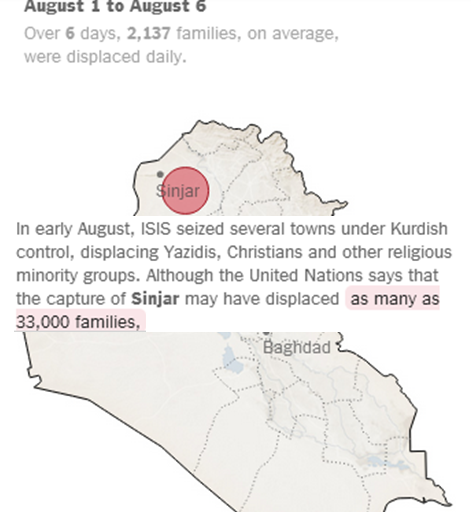 August 1 to August 6
Over 6 days, 2,137 families, on average,
were displaced daily.
Sinjar
In early August, ISIS seized several towns under Kurdish
control, displacing Yazidis, Christians and other religious
minority groups. Although the United Nations says that
the capture of Sinjar may have displaced as many as
33,000 families,
Baghdad